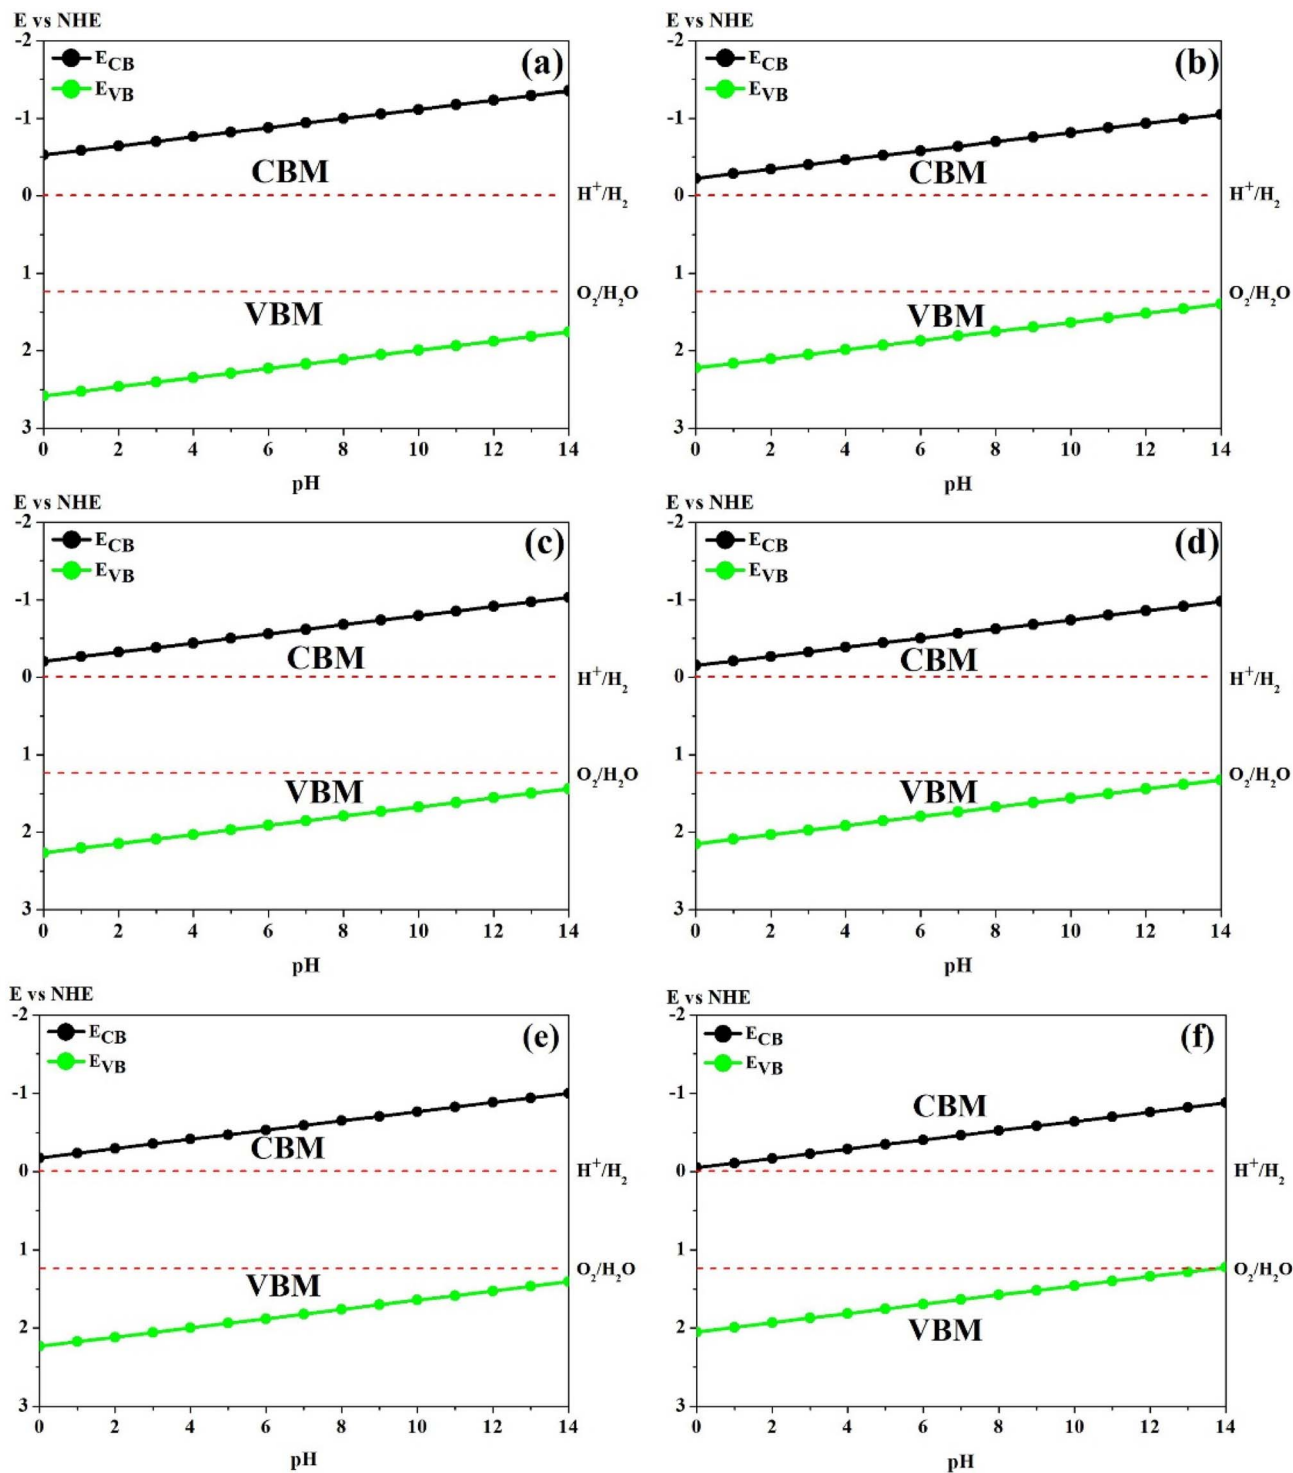 E vs NHE
-2
E_CB
E_VB
(a)
-1
CBM
0
H⁺/H₂
1
O₂/H₂O
VBM
2
3
0 2 4 6 8 10 12 14
pH
E vs NHE
-2
E_CB
E_VB
(b)
-1
CBM
0
H⁺/H₂
1
O₂/H₂O
VBM
2
3
0 2 4 6 8 10 12 14
pH
E vs NHE
-2
E_CB
E_VB
(c)
-1
CBM
0
H⁺/H₂
1
O₂/H₂O
VBM
2
3
0 2 4 6 8 10 12 14
pH
E vs NHE
-2
E_CB
E_VB
(d)
-1
CBM
0
H⁺/H₂
1
O₂/H₂O
VBM
2
3
0 2 4 6 8 10 12 14
pH
E vs NHE
-2
E_CB
E_VB
(e)
-1
CBM
0
H⁺/H₂
1
O₂/H₂O
VBM
2
3
0 2 4 6 8 10 12 14
pH
E vs NHE
-2
E_CB
E_VB
(f)
-1
CBM
0
H⁺/H₂
1
O₂/H₂O
2
VBM
3
0 2 4 6 8 10 12 14
pH